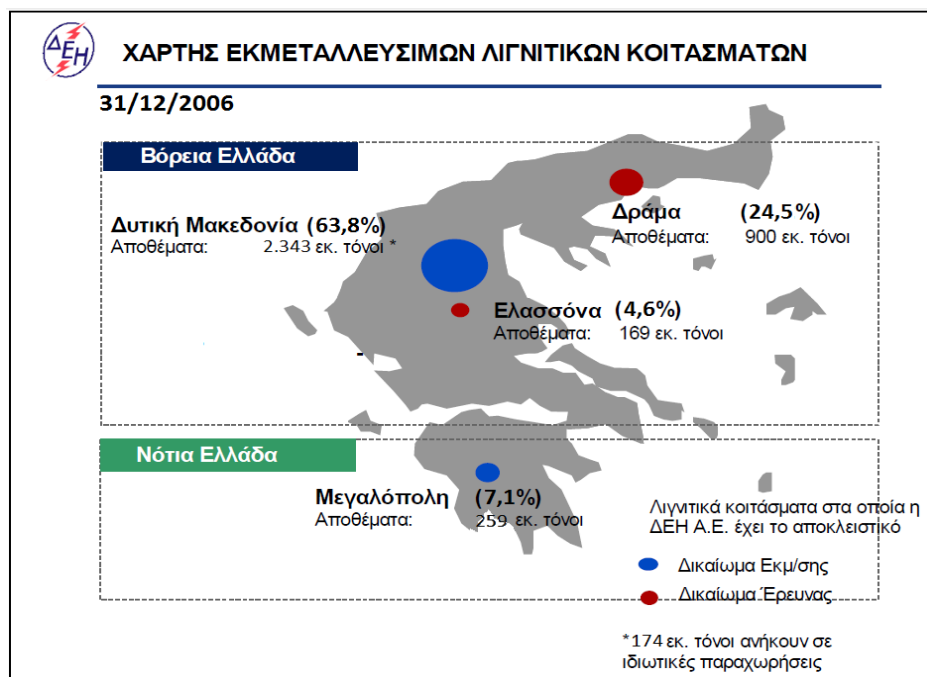 ΔΕΗ
ΧΑΡΤΗΣ ΕΚΜΕΤΑΛΛΕΥΣΙΜΩΝ ΛΙΓΝΙΤΙΚΩΝ ΚΟΙΤΑΣΜΑΤΩΝ
31/12/2006
Βόρεια Ελλάδα
Δυτική Μακεδονία (63,8%)
Αποθέματα: 2.343 εκ. τόνοι *
Δράμα (24,5%)
Αποθέματα: 900 εκ. τόνοι
Ελασσόνα (4,6%)
Αποθέματα: 169 εκ. τόνοι
Νότια Ελλάδα
Μεγαλόπολη (7,1%)
Αποθέματα: 259 εκ. τόνοι
Λιγνιτικά κοιτάσματα στα οποία η
ΔΕΗ Α.Ε. έχει το αποκλειστικό
Δικαίωμα Εκμ/σης
Δικαίωμα Έρευνας
*174 εκ. τόνοι ανήκουν σε
ιδιωτικές παραχωρήσεις